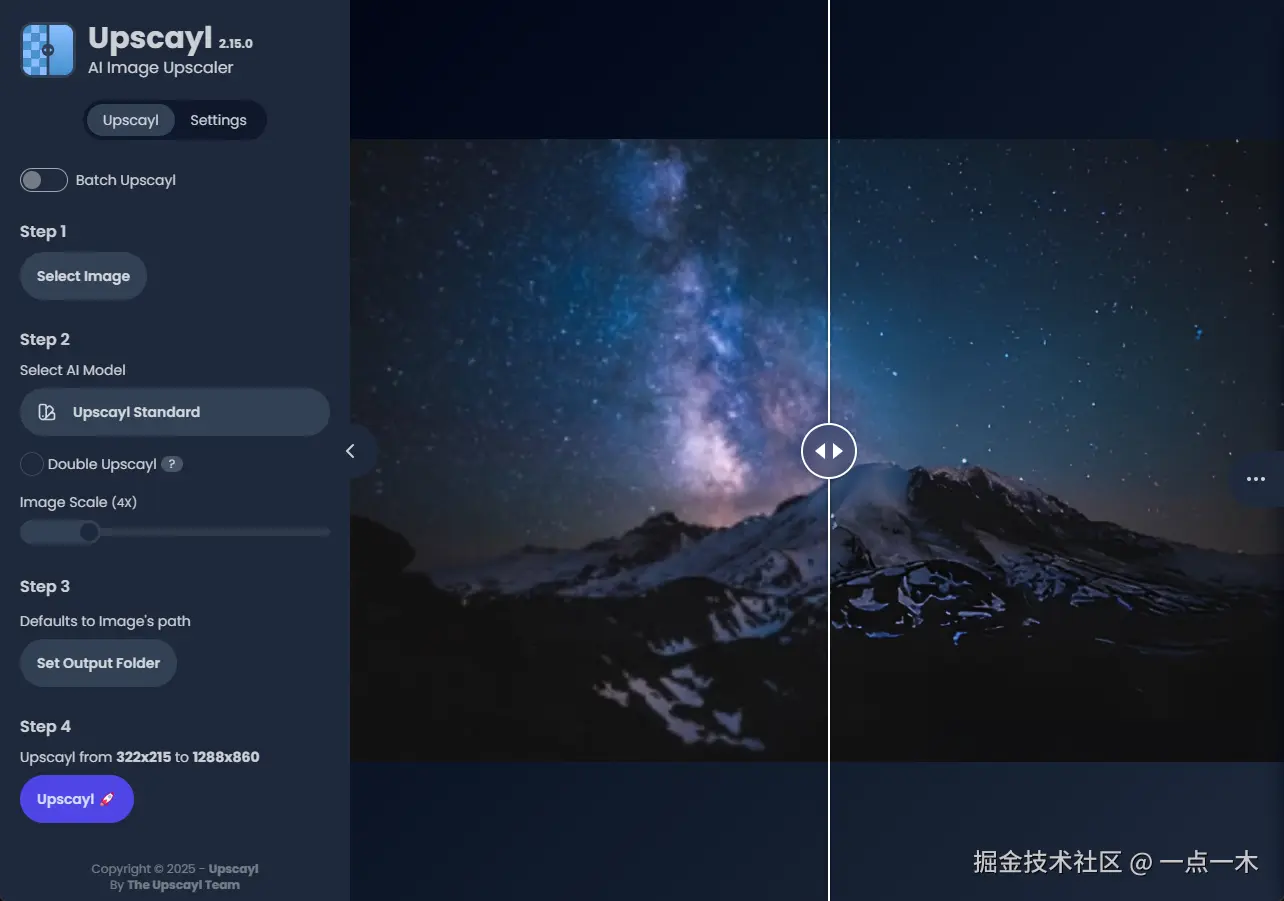 Upscayl 2.15.0
AI Image Upscaler
Upscayl Settings
Batch Upscayl
Step 1
Select Image
Step 2
Select AI Model
Upscayl Standard
Double Upscayl ?
Image Scale (4X)
Step 3
Defaults to Image's path
Set Output Folder
Step 4
Upscayl from 322x215 to 1288x860
Upscayl 🚀
Copyright © 2025 - Upscayl
By The Upscayl Team
掘金技术社区 @ 一点一木